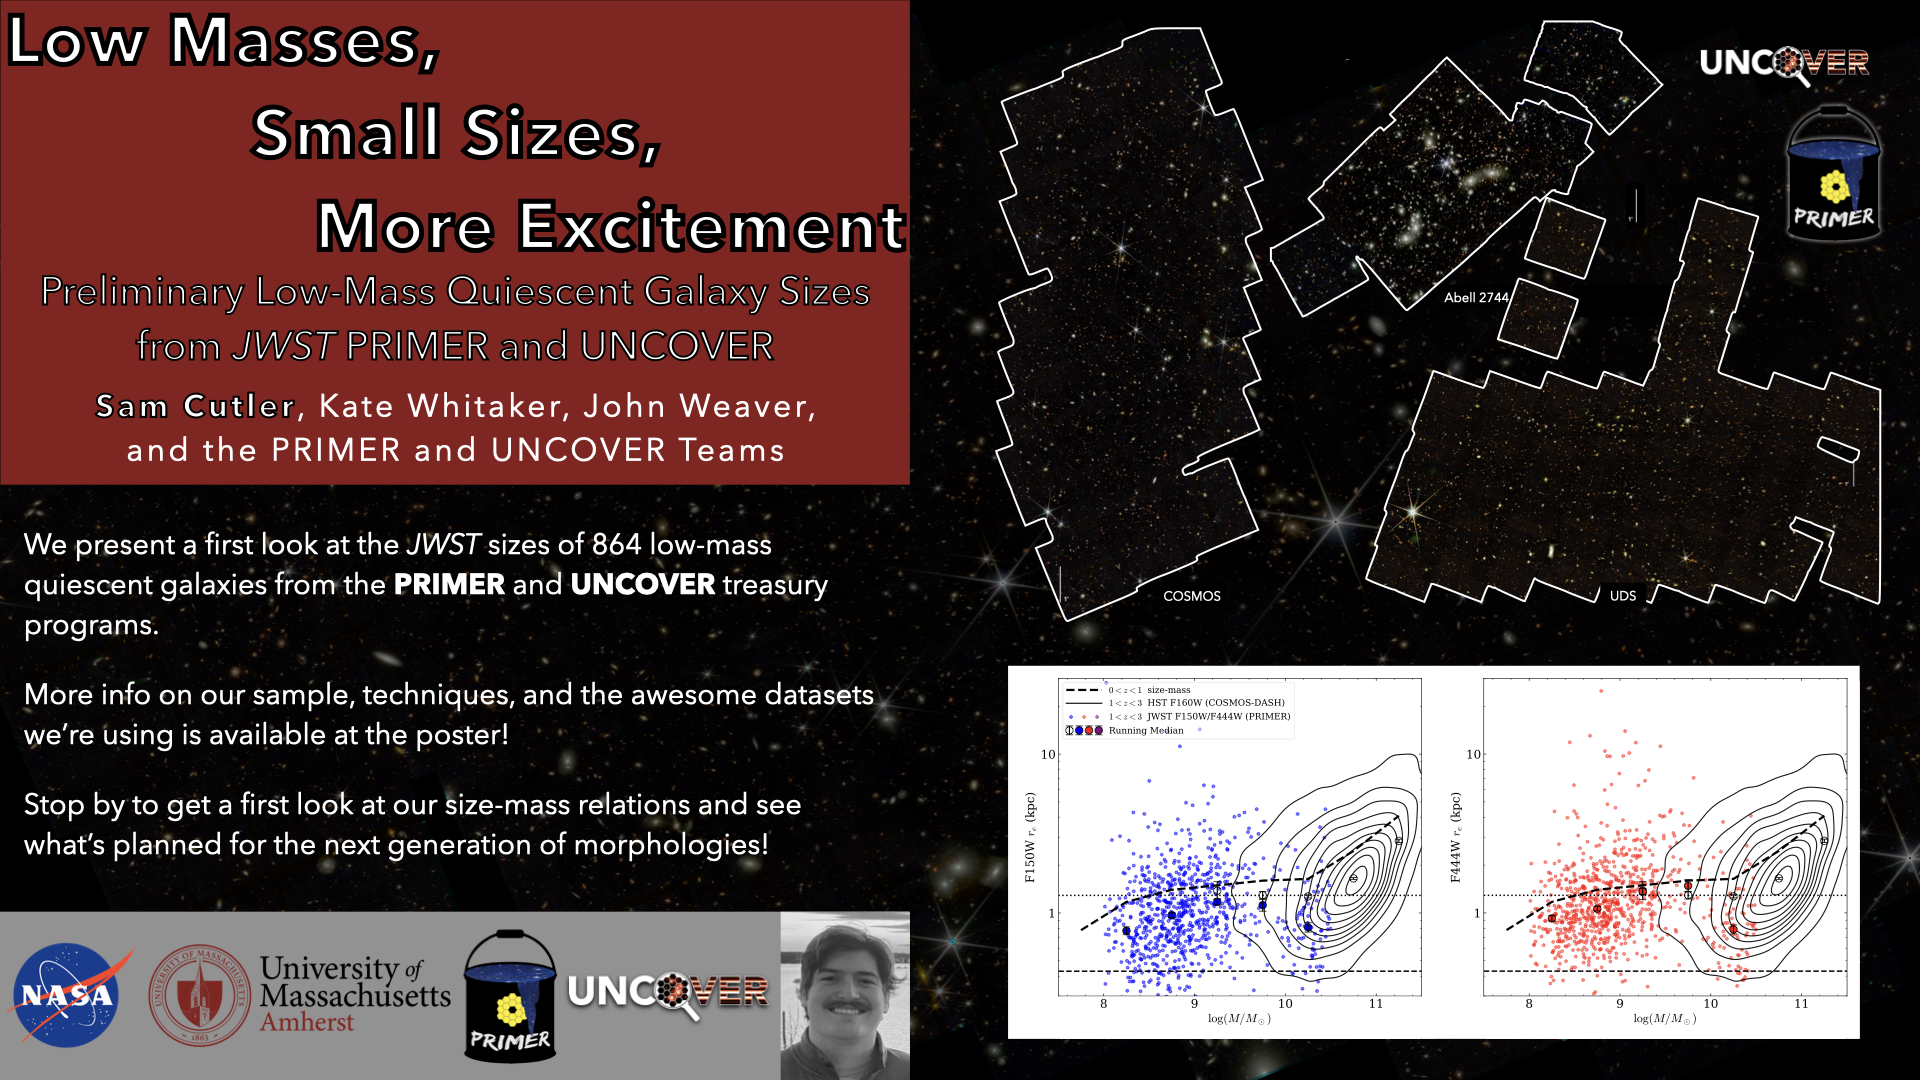 Low Masses,
Small Sizes,
More Excitement
Preliminary Low-Mass Quiescent Galaxy Sizes
from JWST PRIMER and UNCOVER
Sam Cutler, Kate Whitaker, John Weaver,
and the PRIMER and UNCOVER Teams
We present a first look at the JWST sizes of 864 low-mass
quiescent galaxies from the PRIMER and UNCOVER treasury
programs.
More info on our sample, techniques, and the awesome datasets
we're using is available at the poster!
Stop by to get a first look at our size-mass relations and see
what's planned for the next generation of morphologies!
NASA
UNIVERSITY OF MASSACHUSETTS
AMHERST
1863
University of
Massachusetts
Amherst
PRIMER
UNCOVER
UNCOVER
PRIMER
Abell 2744
COSMOS
UDS
0 < z < 1 size-mass
1 < z < 3 HST F160W (COSMOS-DASH)
1 < z < 3 JWST F150W/F444W (PRIMER)
Running Median
F150W r_e (kpc)
10
1
8 9 10 11
log(M/M_⊙)
F444W r_e (kpc)
10
1
8 9 10 11
log(M/M_⊙)